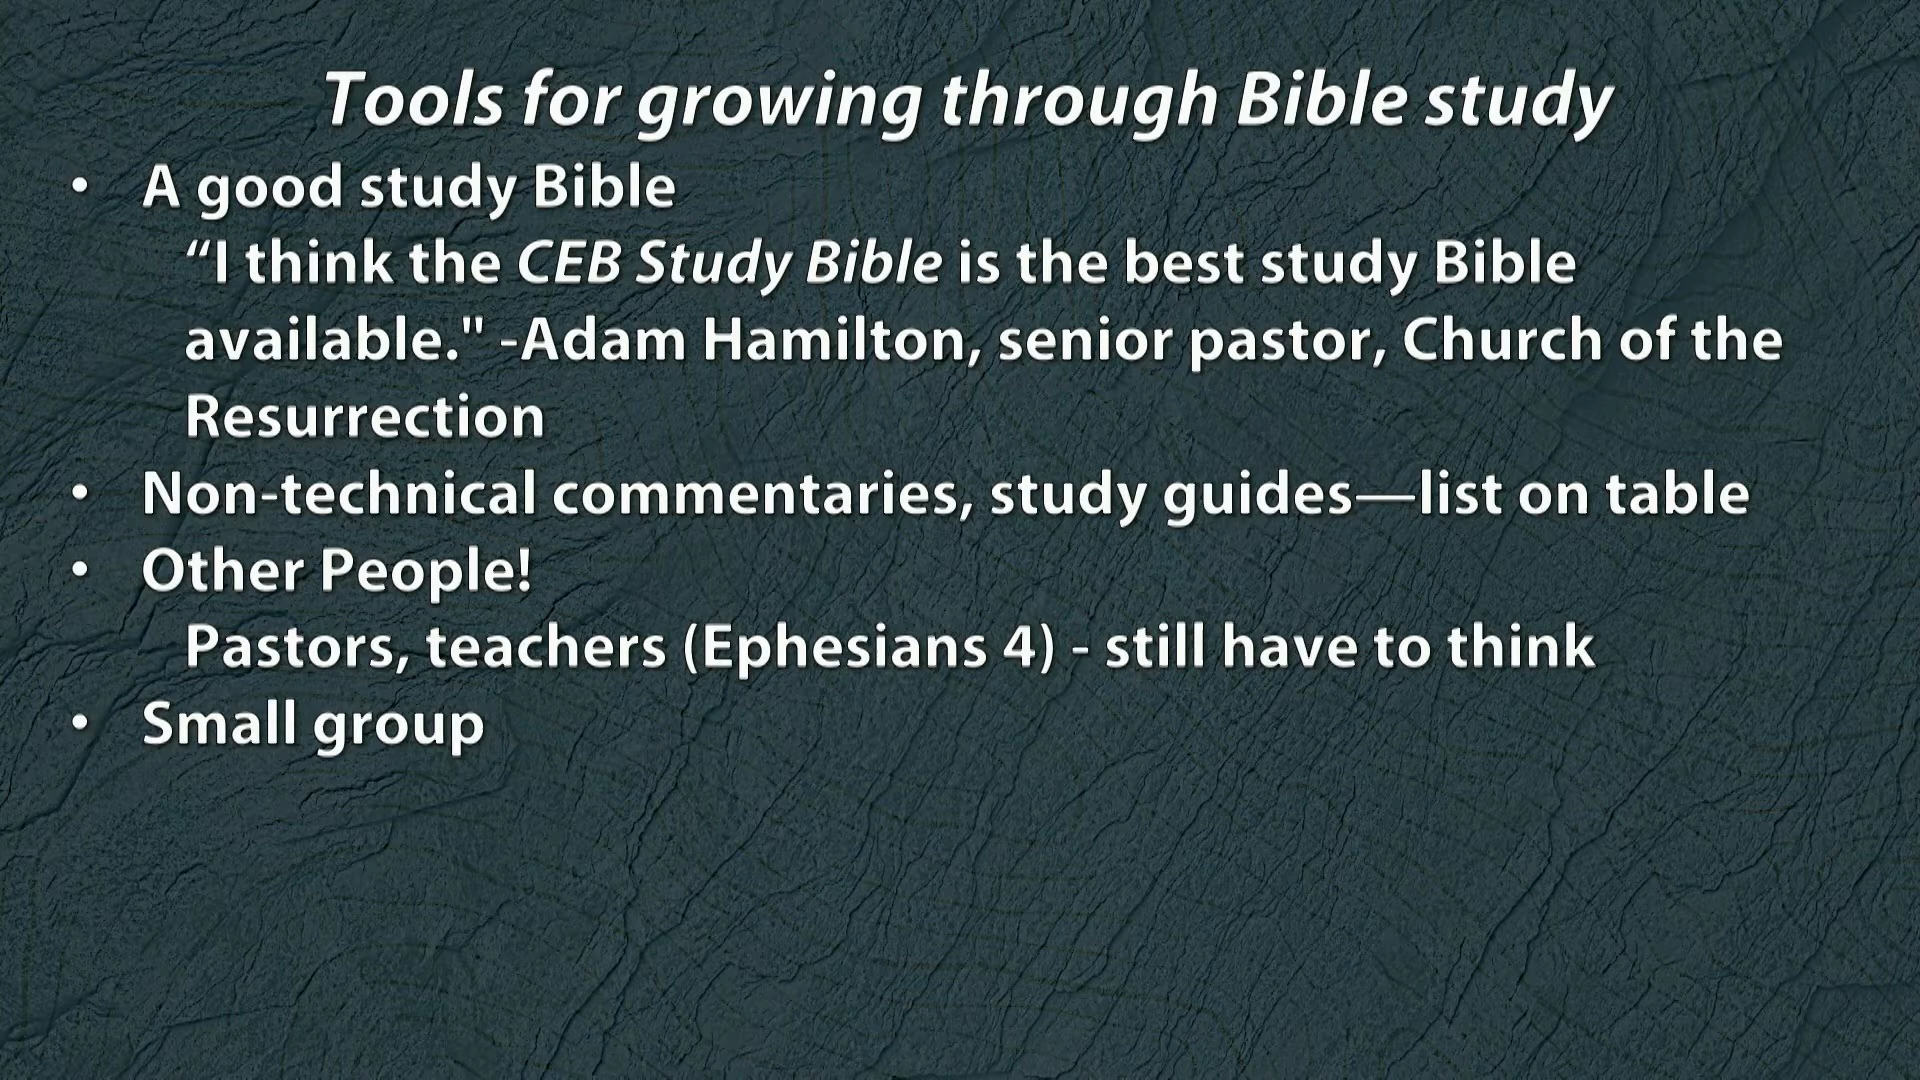 Tools for growing through Bible study
• A good study Bible
“I think the CEB Study Bible is the best study Bible
available." -Adam Hamilton, senior pastor, Church of the
Resurrection
• Non-technical commentaries, study guides—list on table
• Other People!
Pastors, teachers (Ephesians 4) - still have to think
• Small group